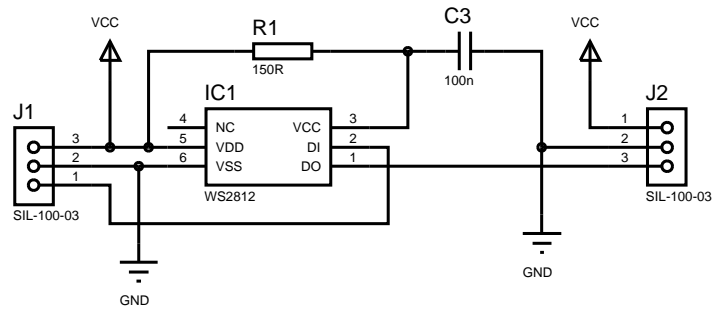 VCC
R1
150R
C3
100n
VCC
J1
3
2
1
SIL-100-03
IC1
4 NC VCC 3
5 VDD DI 2
6 VSS DO 1
WS2812
J2
1
2
3
SIL-100-03
GND
GND